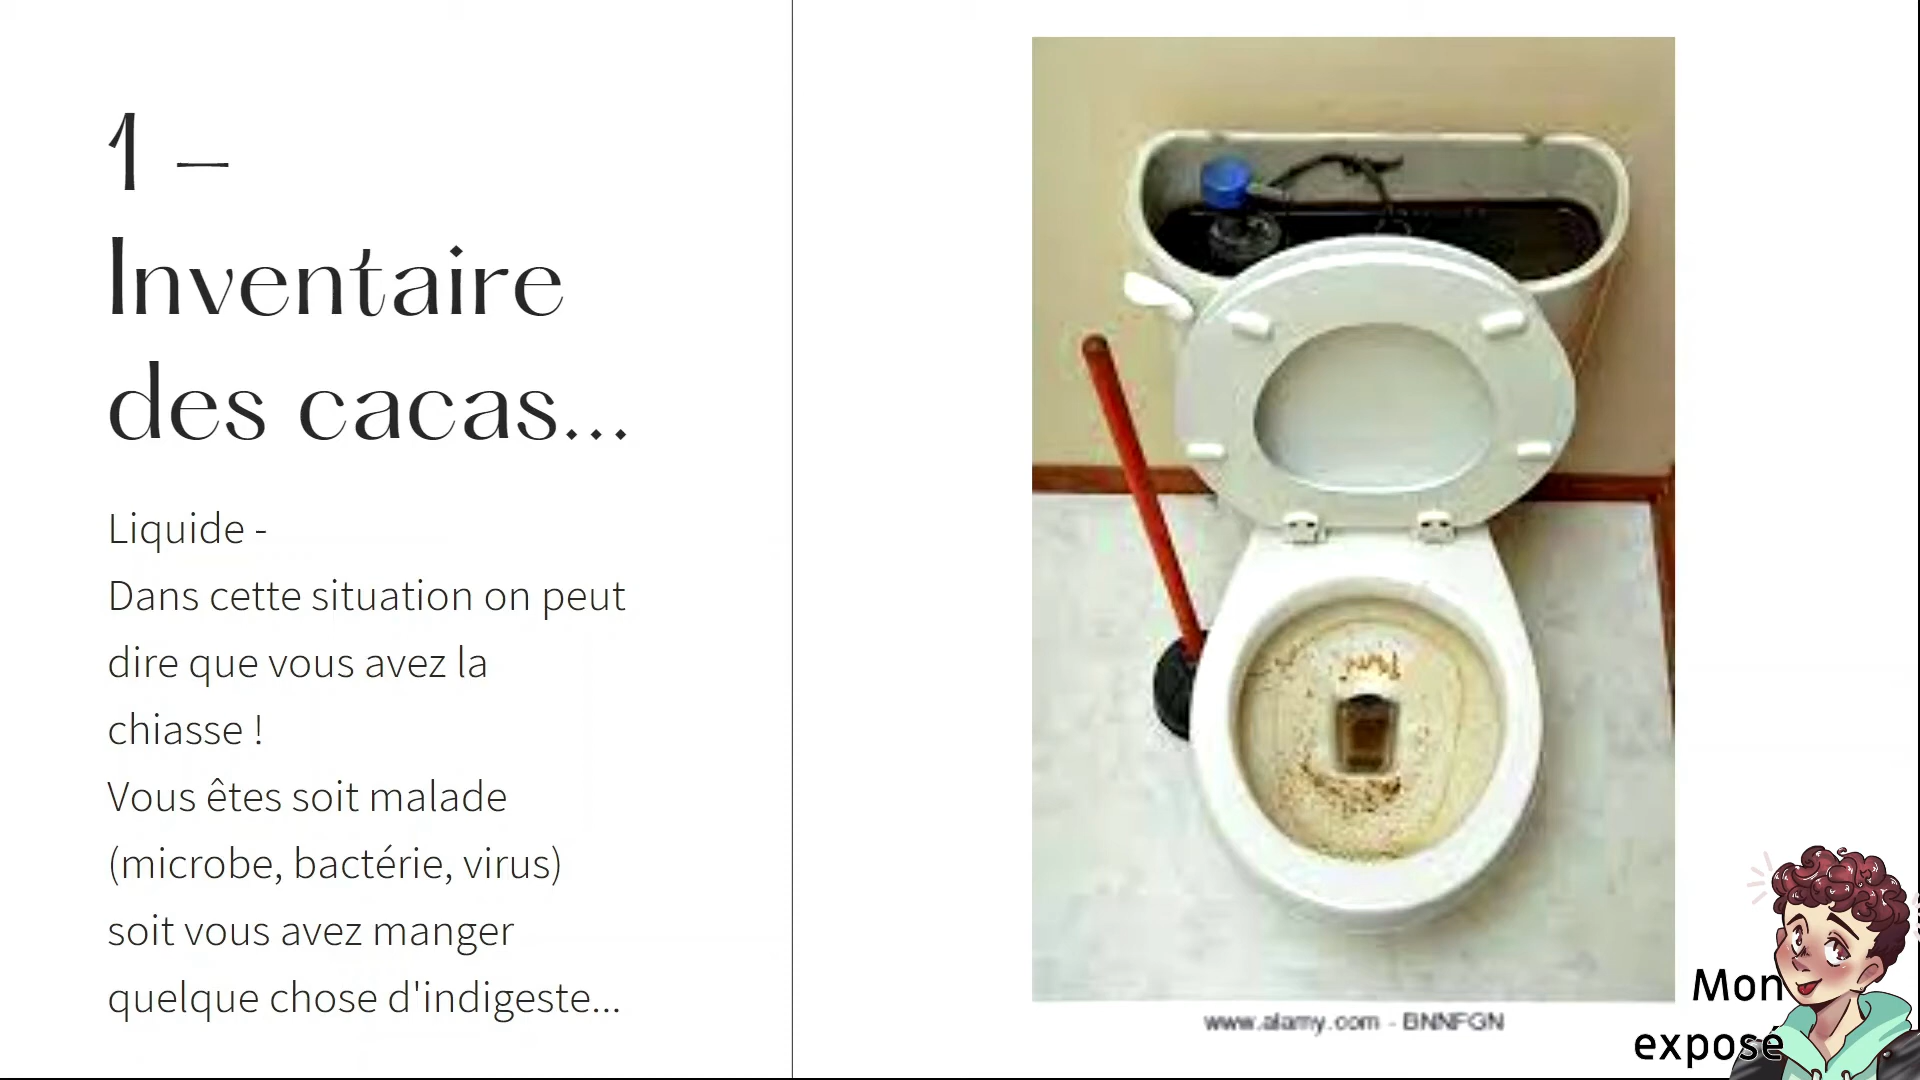 1 –
Inventaire
des cacas...
Liquide -
Dans cette situation on peut
dire que vous avez la
chiasse !
Vous êtes soit malade
(microbe, bactérie, virus)
soit vous avez manger
quelque chose d'indigeste...
www.alamy.com - BNNFGN
Mon
exposé